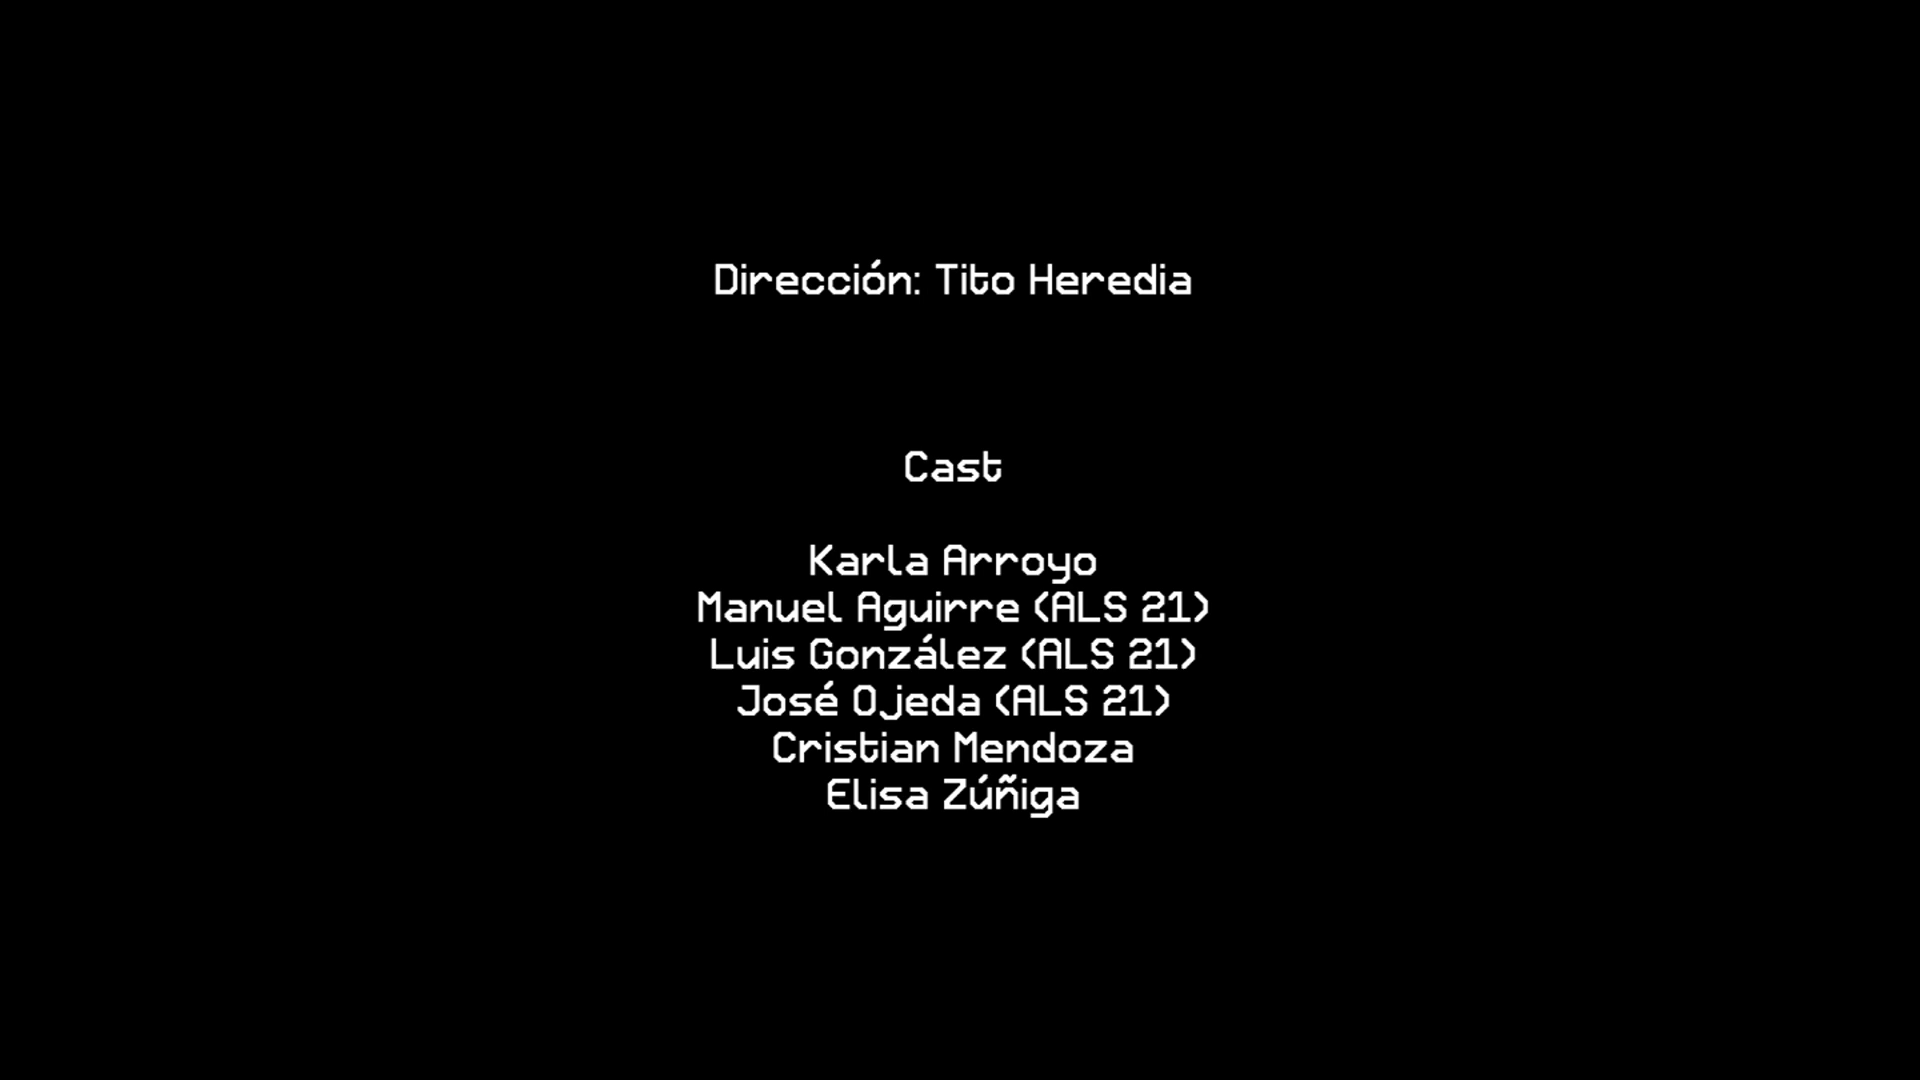 Dirección: Tito Heredia
Cast
Karla Arroyo
Manuel Aguirre (ALS 21)
Luis González (ALS 21)
José Ojeda (ALS 21)
Cristian Mendoza
Elisa Zúñiga